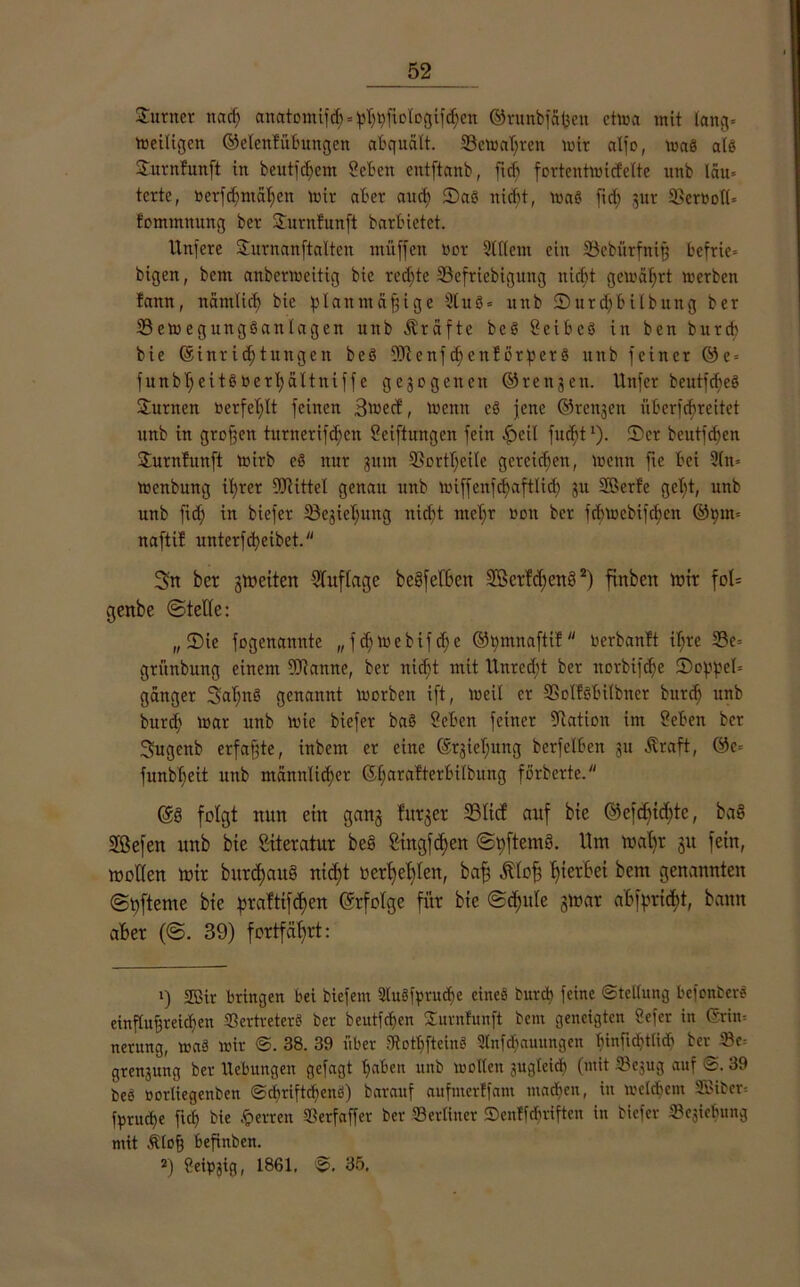 52
Turner nach anatomisch=physiologischen Grundsätzen etwa mit lang=
weiligen Gelenkübungen abquält. Bewahren wir also, was als
Turnkunst in deutschem Leben entstand, sich fortentwickelte und läu=
terte, verschmähen wir aber auch Das nicht, was sich zur Vervoll=
kommnung der Turnkunst darbietet.
Unsere Turnanstalten müssen vor Allem ein Bedürfniß befrie=
digen, dem anderweitig die rechte Befriedigung nicht gewährt werden
kann, nämlich die planmäßige Aus= und Durchbildung der
Bewegungsanlagen und Kräfte des Leibes in den durch
die Einrichtungen des Menschenkörpers und seiner Ge=
sundheitsverhältnisse gezogenen Grenzen. Unser deutsches
Turnen verfehlt seinen Zweck, wenn es jene Grenzen überschreitet
und in großen turnerischen Leistungen sein Heil sucht¹). Der deutschen
Turnkunst wird es nur zum Vortheile gereichen, wenn sie bei An=
wendung ihrer Mittel genau und wissenschaftlich zu Werke geht, und
und sich in dieser Beziehung nicht mehr von der schwedischen Gym=
nastik unterscheidet."
In der zweiten Auflage desselben Werkchens²) finden wir fol=
gende Stelle:
„Die sogenannte „schwedische Gymnastik" verdankt ihre Be=
gründung einem Manne, der nicht mit Unrecht der nordische Doppel=
gänger Jahns genannt worden ist, weil er Volksbildner durch und
durch war und wie dieser das Leben seiner Nation im Leben der
Jugend erfaßte, indem er eine Erziehung derselben zu Kraft, Ge=
sundheit und männlicher Charakterbildung förderte."
Es folgt nun ein ganz kurzer Blick auf die Geschichte, das
Wesen und die Literatur des Lingschen Systems. Um wahr zu sein,
wollen wir durchaus nicht verhehlen, daß Kloß hierbei dem genannten
Systeme die praktischen Erfolge für die Schule zwar abspricht, dann
aber (S. 39) fortfährt:
¹) Wir bringen bei diesem Ausspruche eines durch seine Stellung besonders
einflußreichen Vertreters der deutschen Turnkunst dem geneigten Leser in Erin=
nerung, was wir S. 38. 39 über Rothsteins Anschauungen hinsichtlich der Be=
grenzung der Uebungen gesagt haben und wollen zugleich (mit Bezug auf S. 39
des vorliegenden Schriftchens) darauf aufmerksam machen, in welchem Wider=
spruche sich die Herren Verfasser der Berliner Denkschriften in dieser Beziehung
mit Kloß befinden.
²) Leipzig, 1861. S. 35.